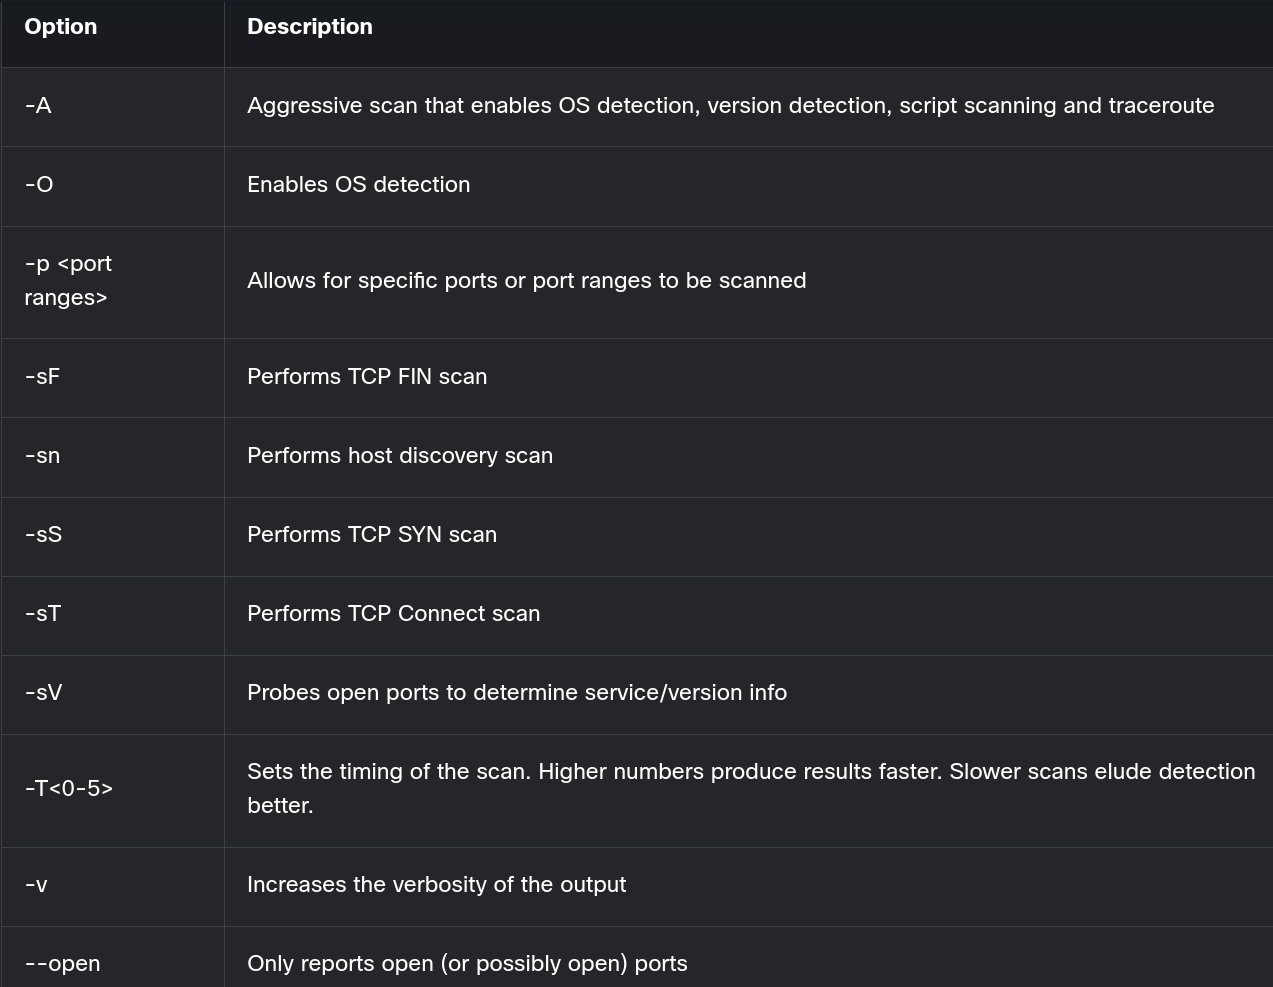 Option Description
-A Aggressive scan that enables OS detection, version detection, script scanning and traceroute
-O Enables OS detection
-p <port
ranges>
Allows for specific ports or port ranges to be scanned
-sF Performs TCP FIN scan
-sn Performs host discovery scan
-sS Performs TCP SYN scan
-sT Performs TCP Connect scan
-sV Probes open ports to determine service/version info
-T<0-5>
Sets the timing of the scan. Higher numbers produce results faster. Slower scans elude detection
better.
-v Increases the verbosity of the output
--open Only reports open (or possibly open) ports